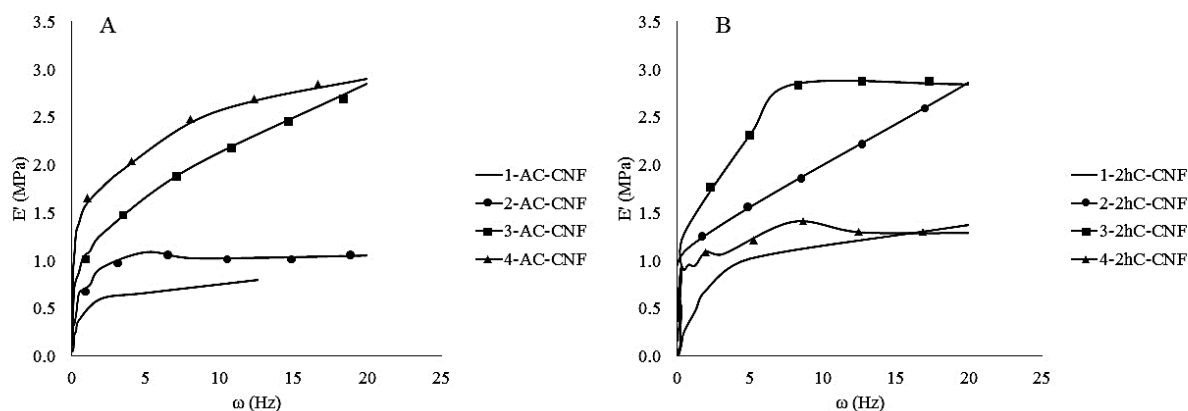 A
3.5
3.0
2.5
2.0
1.5
1.0
0.5
0.0
E' (MPa)
0 5 10 15 20 25
ω (Hz)
1-AC-CNF
2-AC-CNF
3-AC-CNF
4-AC-CNF
B
3.5
3.0
2.5
2.0
1.5
1.0
0.5
0.0
E' (MPa)
0 5 10 15 20 25
ω (Hz)
1-2hC-CNF
2-2hC-CNF
3-2hC-CNF
4-2hC-CNF